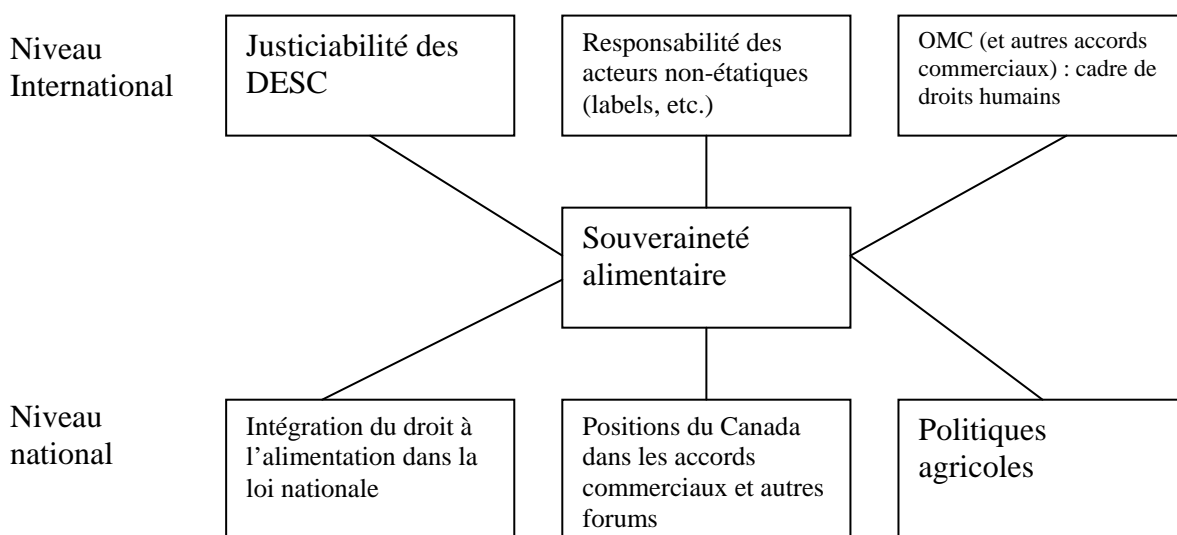 Niveau
International
Justiciabilité des
DESC
Responsabilité des
acteurs non-étatiques
(labels, etc.)
OMC (et autres accords
commerciaux) : cadre de
droits humains
Souveraineté
alimentaire
Niveau
national
Intégration du droit à
l’alimentation dans la
loi nationale
Positions du Canada
dans les accords
commerciaux et autres
forums
Politiques
agricoles